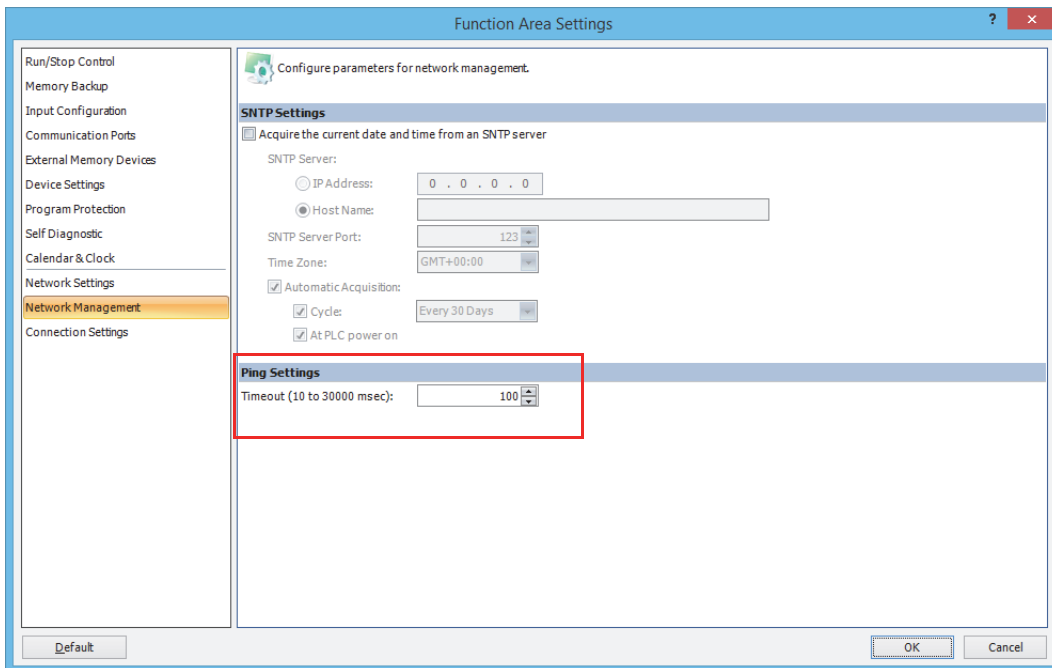 Function Area Settings
?
×
Run/Stop Control
Memory Backup
Input Configuration
Communication Ports
External Memory Devices
Device Settings
Program Protection
Self Diagnostic
Calendar & Clock
Network Settings
Network Management
Connection Settings
Configure parameters for network management.
SNTP Settings
Acquire the current date and time from an SNTP server
SNTP Server:
IP Address: 0 . 0 . 0 . 0
Host Name:
SNTP Server Port: 123
Time Zone: GMT+00:00
Automatic Acquisition:
Cycle: Every 30 Days
At PLC power on
Ping Settings
Timeout (10 to 30000 msec): 100
Default
OK
Cancel